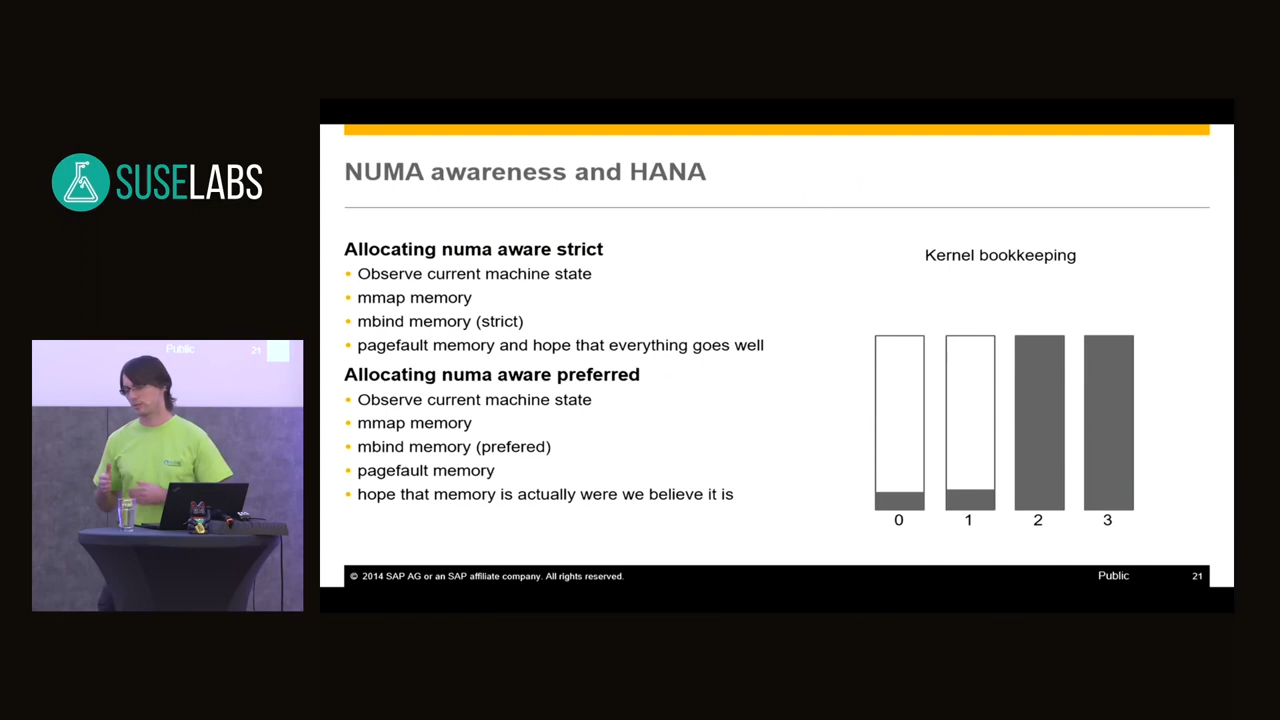 SUSELABS
NUMA awareness and HANA
Allocating numa aware strict
• Observe current machine state
• mmap memory
• mbind memory (strict)
• pagefault memory and hope that everything goes well
Allocating numa aware preferred
• Observe current machine state
• mmap memory
• mbind memory (prefered)
• pagefault memory
• hope that memory is actually were we believe it is
Kernel bookkeeping
0 1 2 3
© 2014 SAP AG or an SAP affiliate company. All rights reserved. Public 21
Public 21